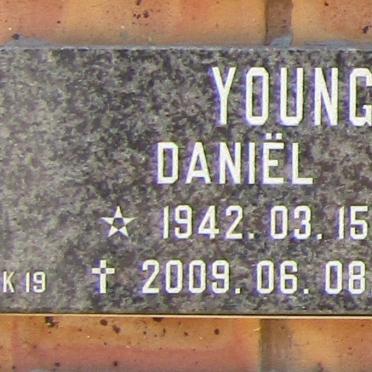 YOUNG
DANIËL
☆ 1942. 03. 15
K 19 ✝ 2009. 06. 08